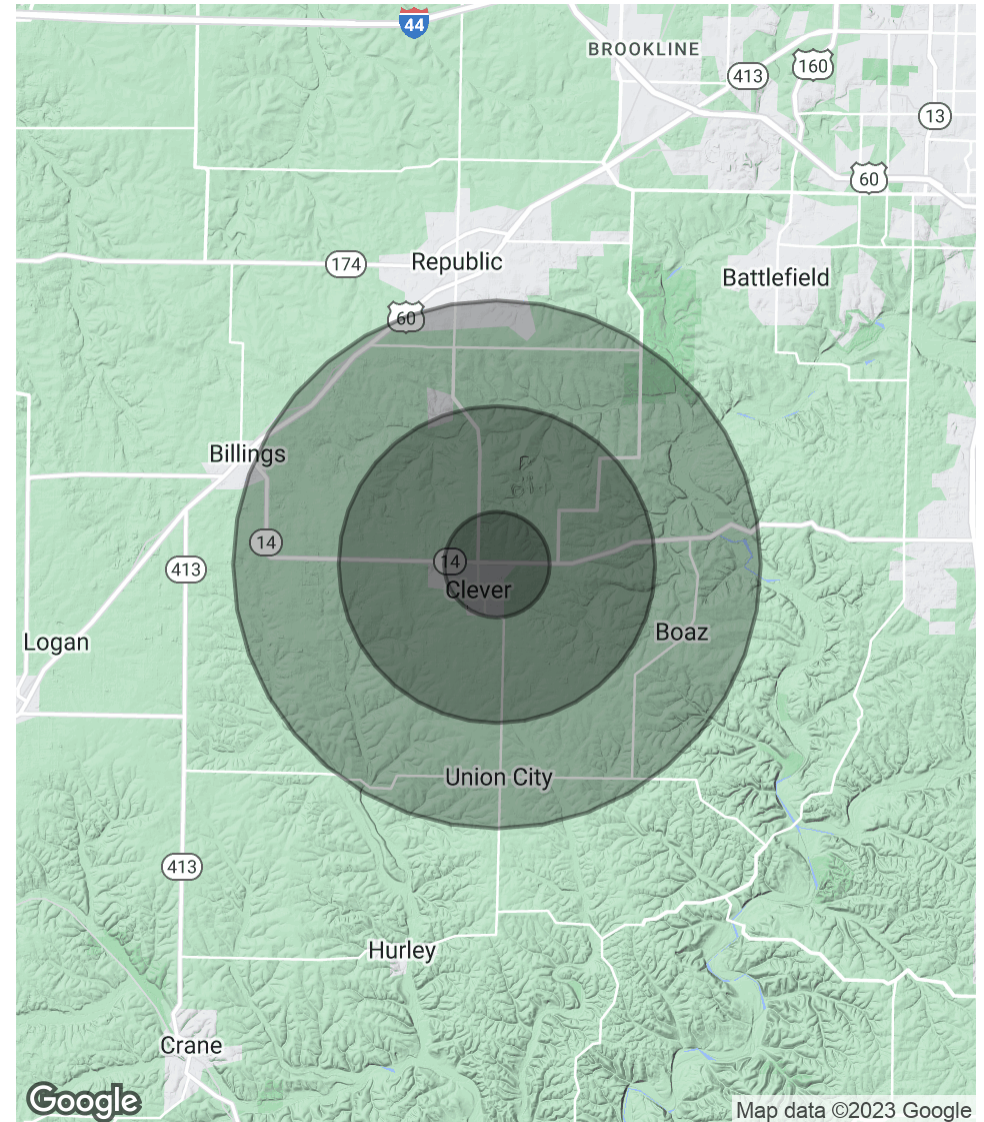 44
BROOKLINE
413
160
13
60
174
Republic
Battlefield
60
Billings
14
14
413
Clever
Logan
Boaz
Union City
413
Hurley
Crane
Google
Map data ©2023 Google